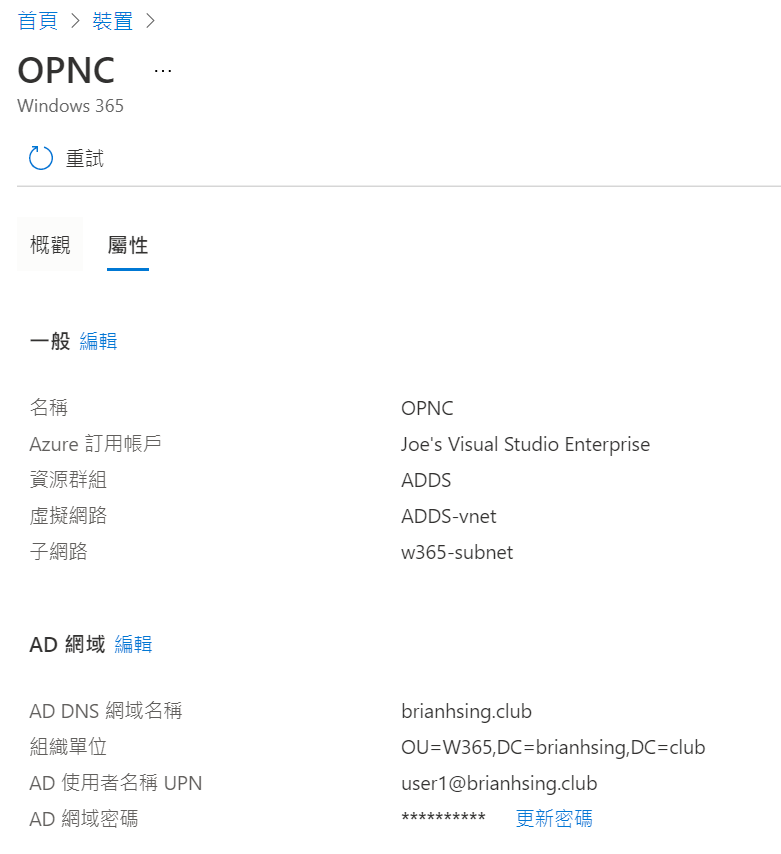 首頁 > 裝置 >
OPNC ...
Windows 365
重試
概觀 屬性
一般 編輯
名稱 OPNC
Azure 訂用帳戶 Joe's Visual Studio Enterprise
資源群組 ADDS
虛擬網路 ADDS-vnet
子網路 w365-subnet
AD 網域 編輯
AD DNS 網域名稱 brianhsing.club
組織單位 OU=W365,DC=brianhsing,DC=club
AD 使用者名稱 UPN user1@brianhsing.club
AD 網域密碼 ********** 更新密碼